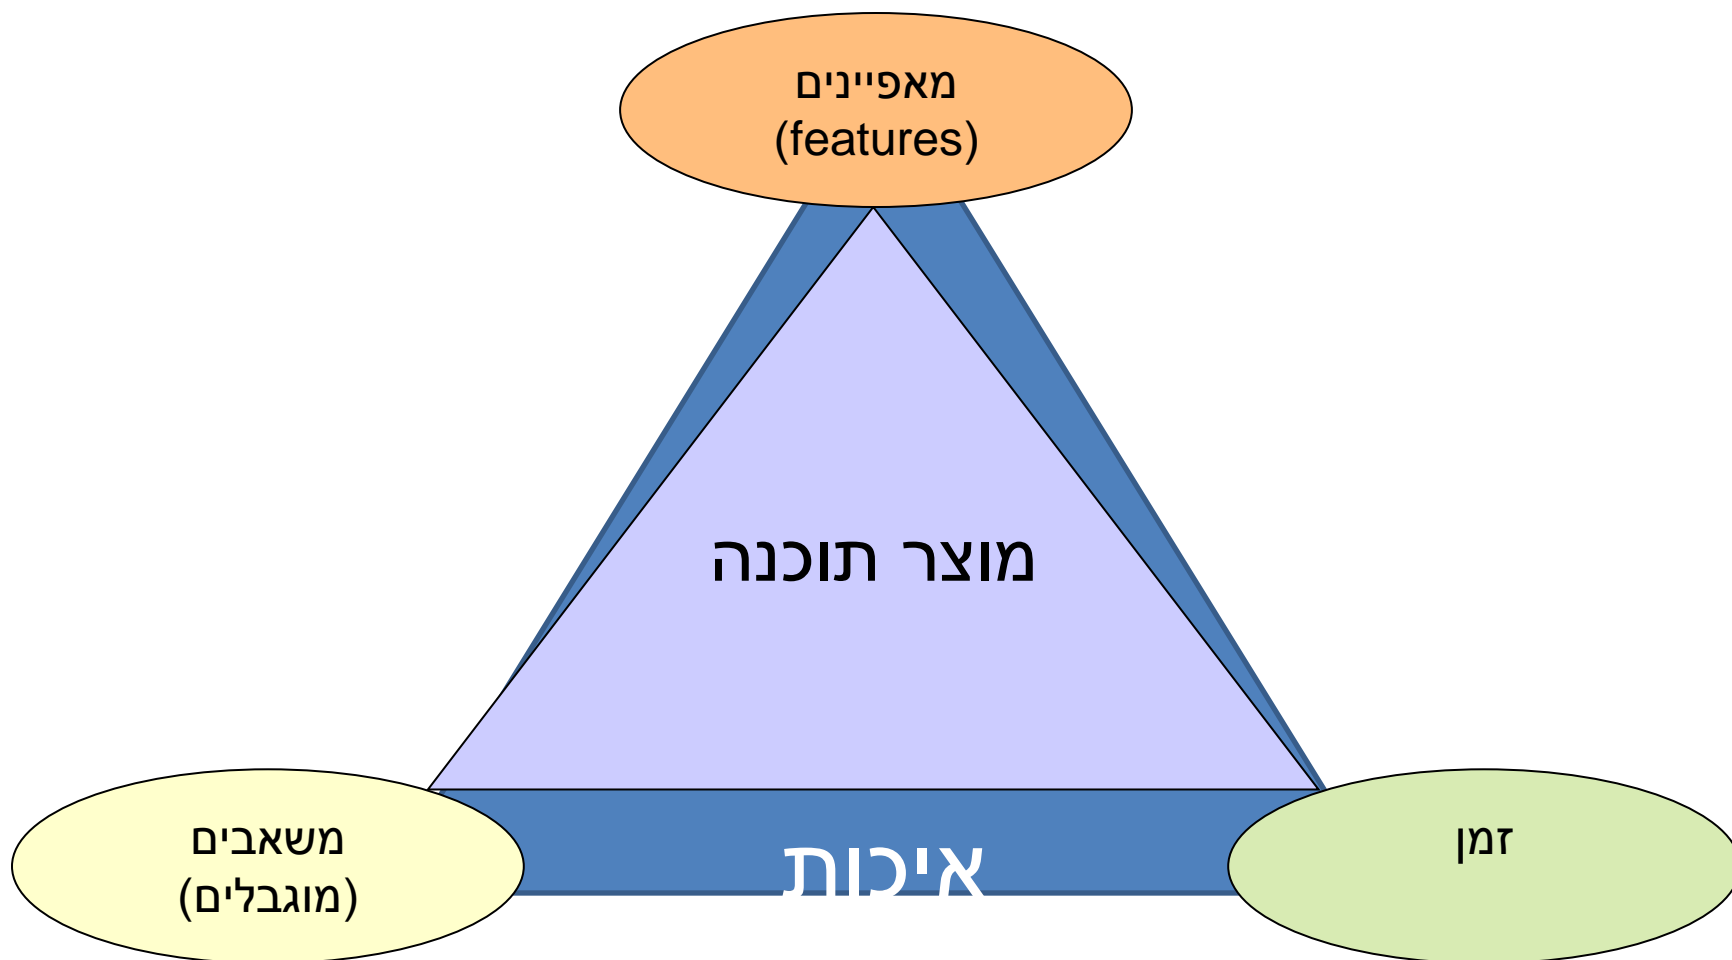 מאפיינים
(features)
מוצר תוכנה
משאבים
(מוגבלים)
איכות
זמן